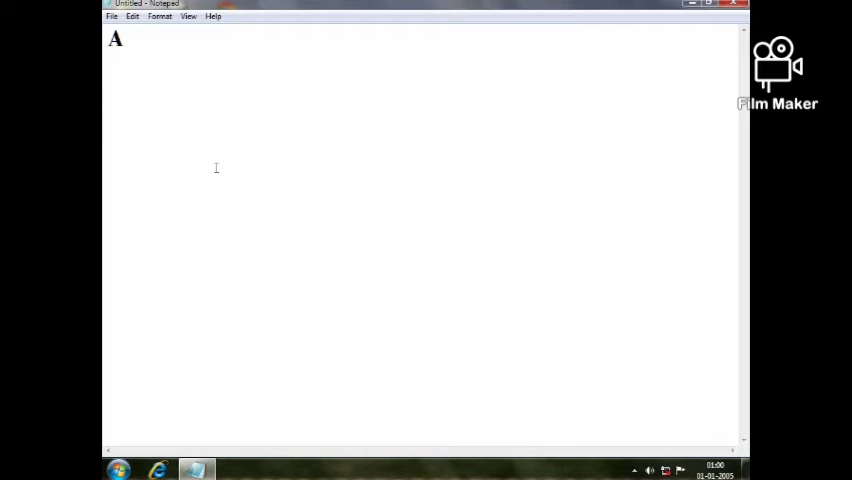 Untitled - Notepad
File Edit Format View Help
A
Film Maker
01:00
01-01-2005